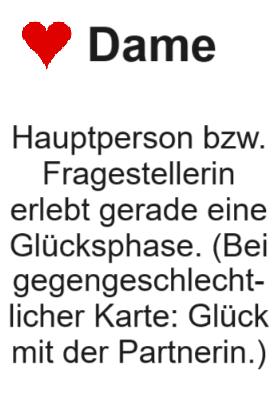 Dame
Hauptperson bzw.
Fragestellerin
erlebt gerade eine
Glücksphase. (Bei
gegengeschlecht-
licher Karte: Glück
mit der Partnerin.)